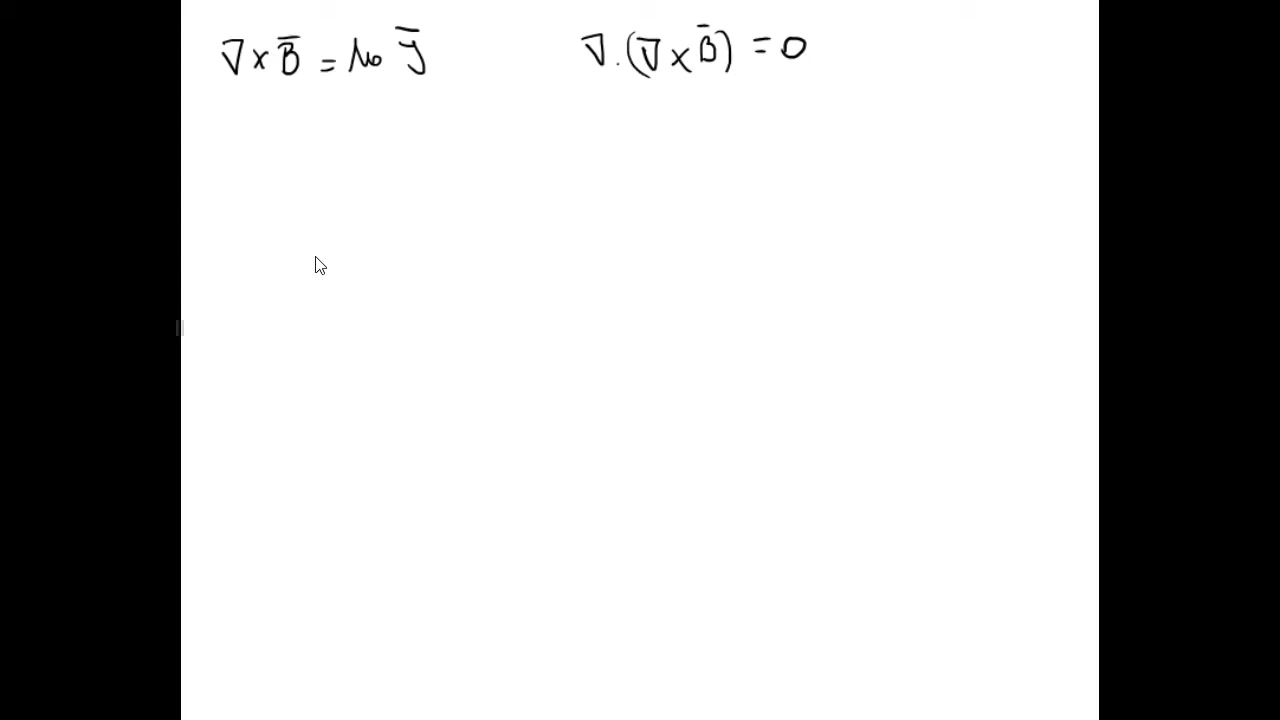 ∇ × B̄ = μ₀ J̄
∇ · (∇ × B̄) = 0